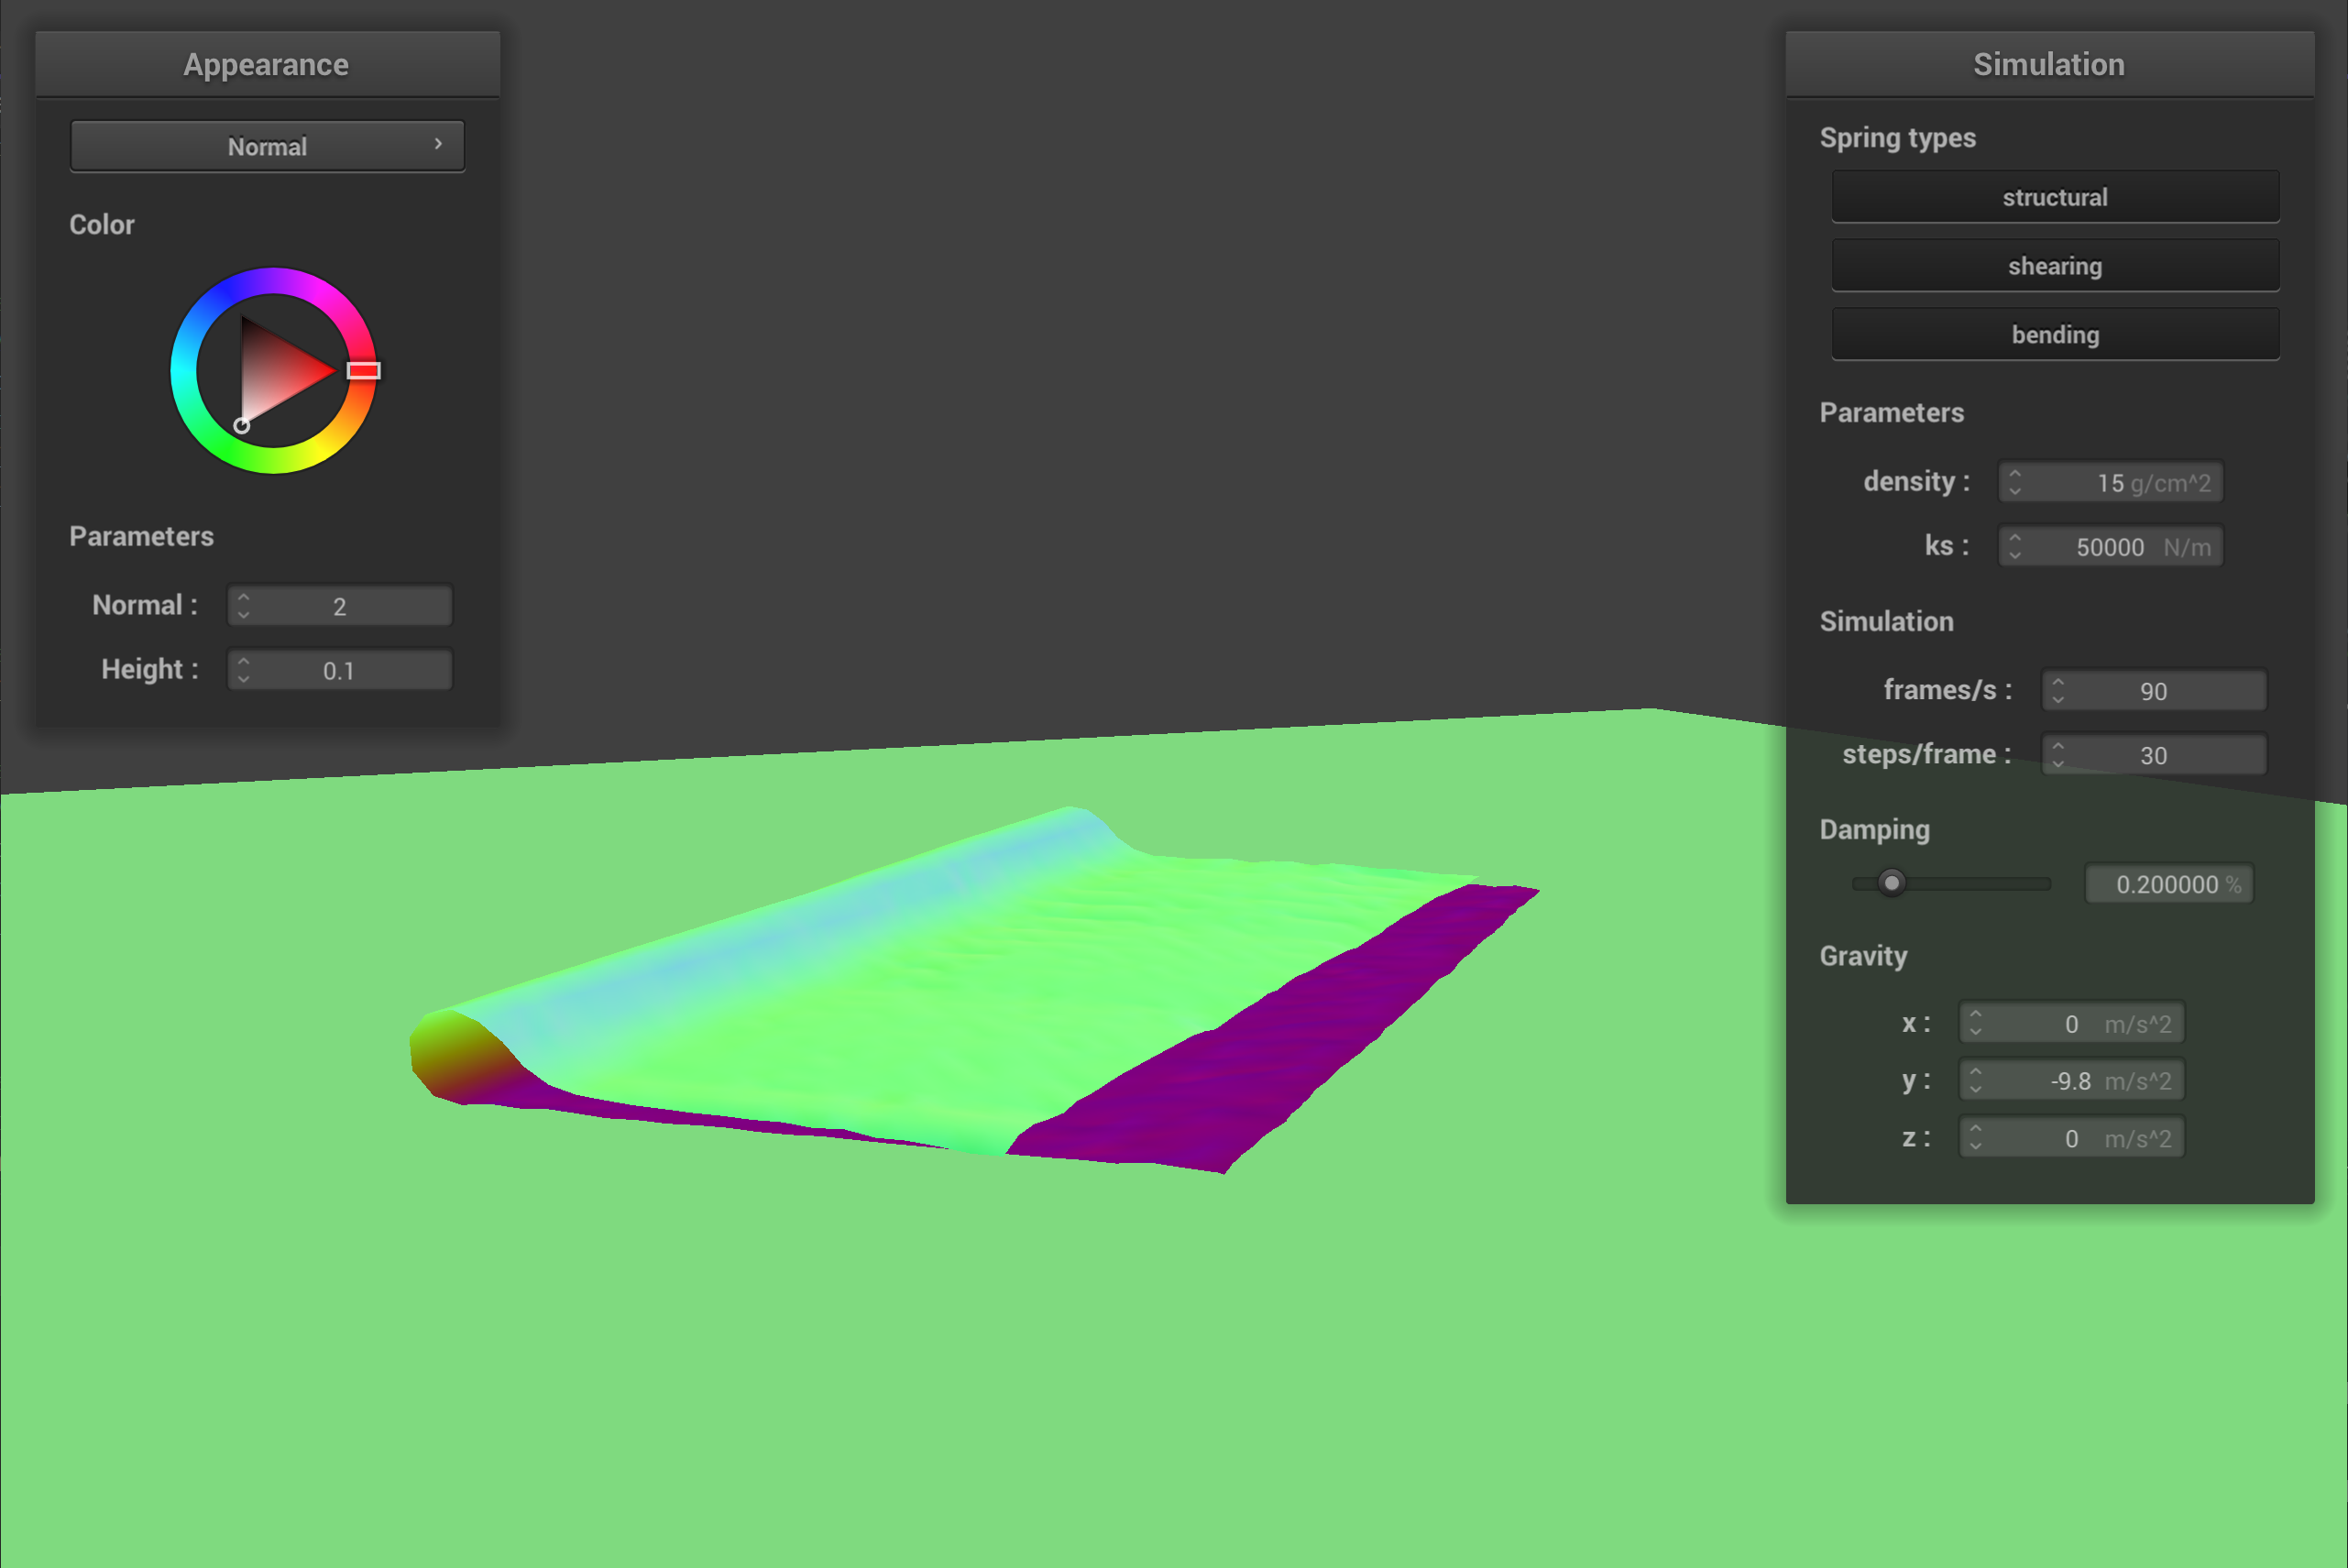 Appearance
Normal
Color
Parameters
Normal : 2
Height : 0.1
Simulation
Spring types
structural
shearing
bending
Parameters
density : 15 g/cm^2
ks : 50000 N/m
Simulation
frames/s : 90
steps/frame : 30
Damping
0.200000 %
Gravity
x : 0 m/s^2
y : -9.8 m/s^2
z : 0 m/s^2